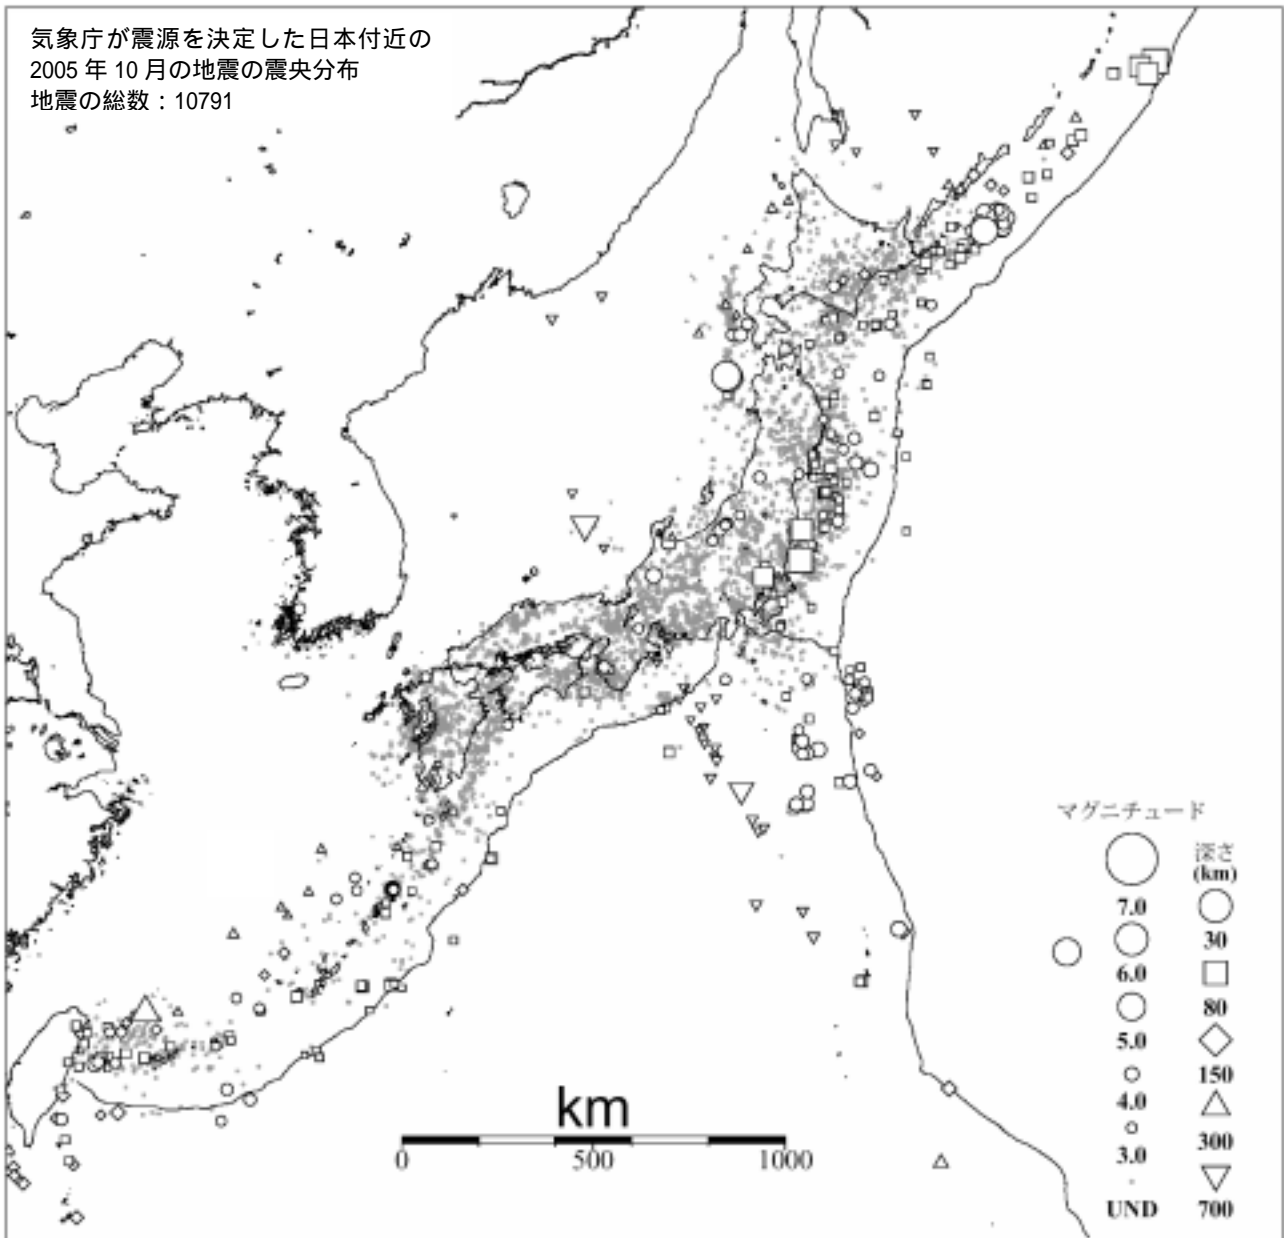 気象庁が震源を決定した日本付近の
2005 年 10 月の地震の震央分布
地震の総数：10791
km
0 500 1000
マグニチュード
深さ
(km)
7.0
30
6.0
80
5.0
150
4.0
300
3.0
UND 700